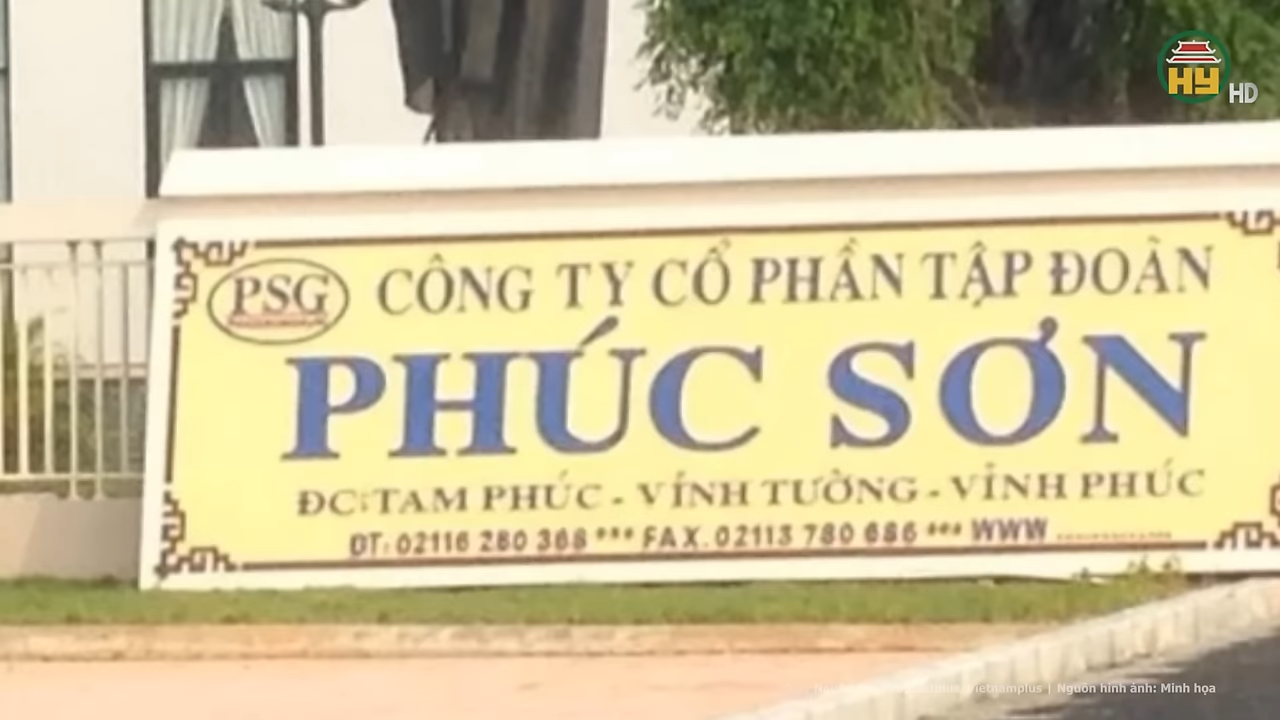 HY HD
PSG
CÔNG TY CỔ PHẦN TẬP ĐOÀN
PHÚC SƠN
ĐC:TAM PHÚC - VĨNH TƯỜNG - VĨNH PHÚC
ĐT: 02116 280 368 *** FAX. 02113 780 686 *** WWW
vietnamplus | Nguồn hình ảnh: Minh họa